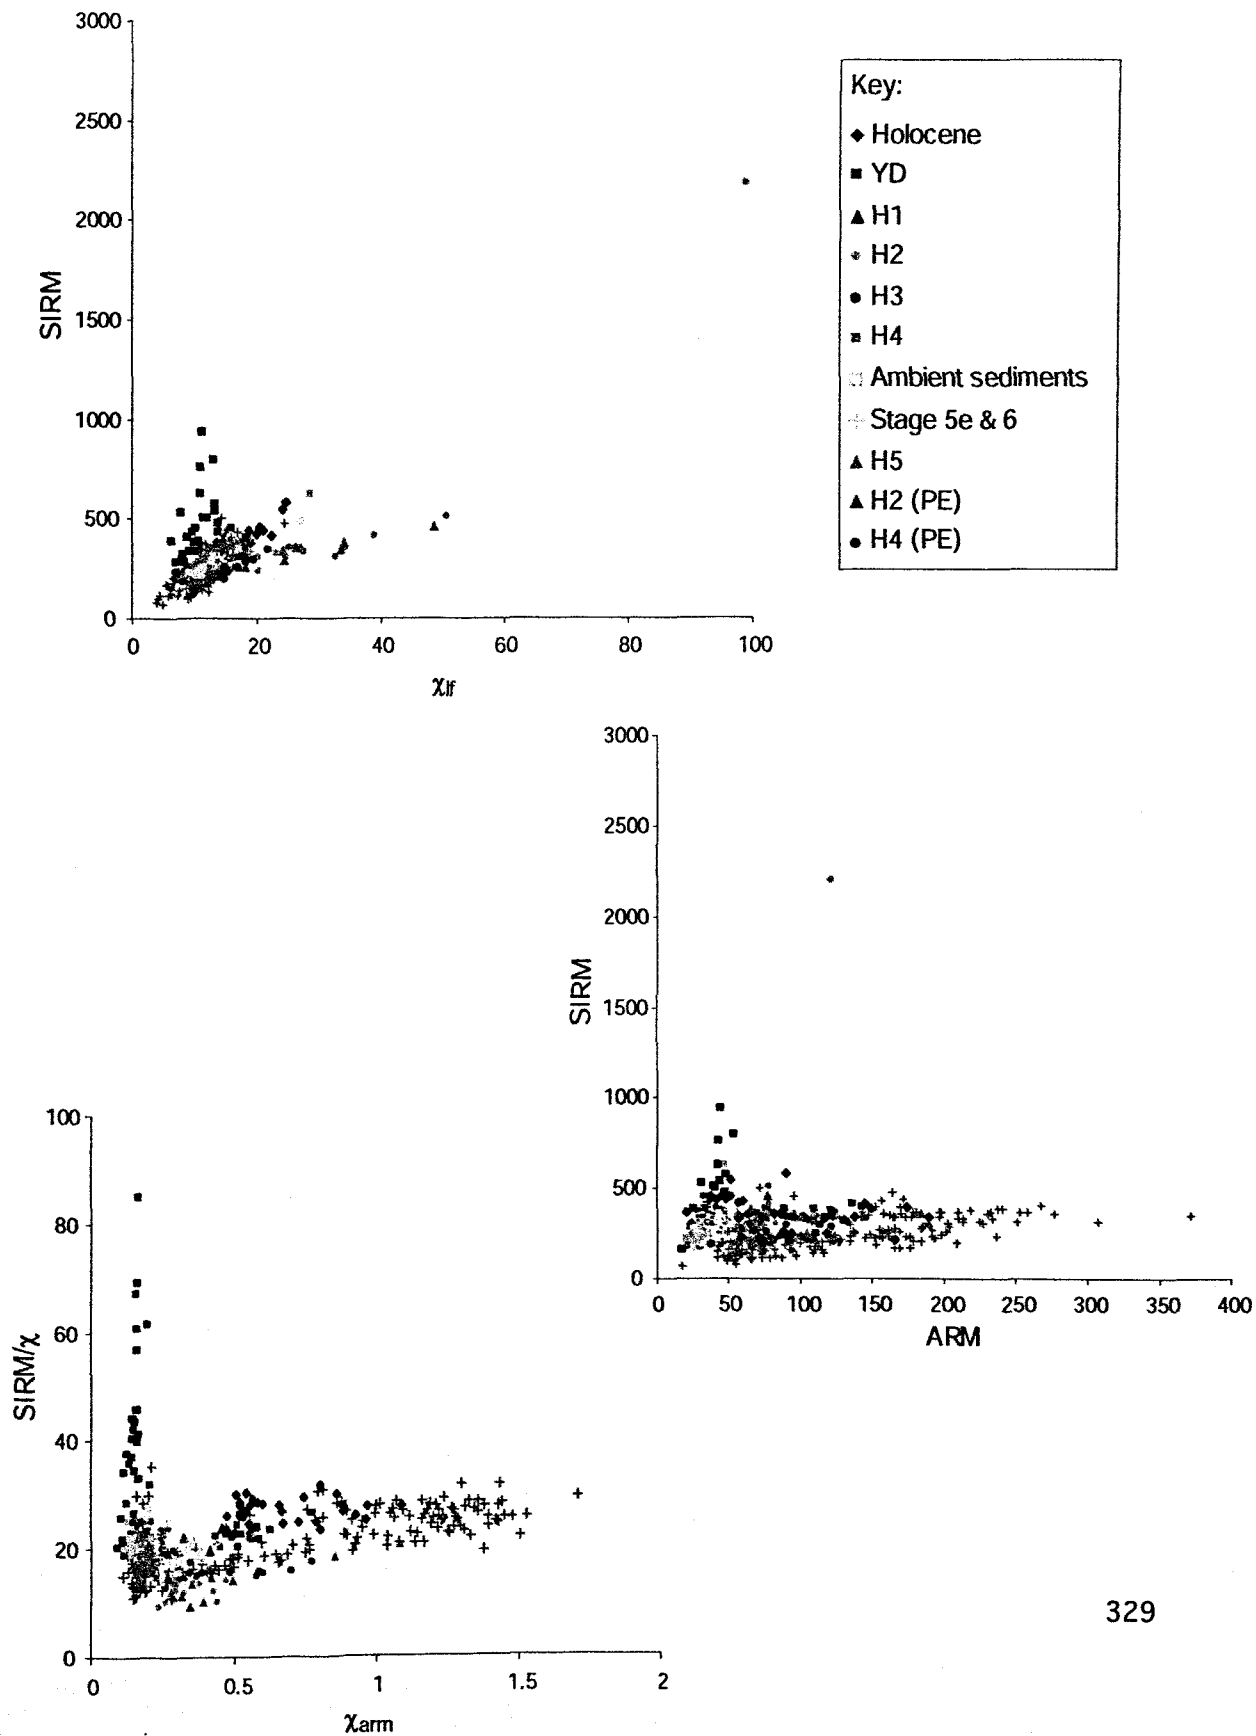 3000
2500
2000
1500
1000
500
0
SIRM
0 20 40 60 80 100
χlf
Key:
Holocene
YD
H1
H2
H3
H4
Ambient sediments
Stage 5e & 6
H5
H2 (PE)
H4 (PE)
3000
2500
2000
1500
1000
500
0
SIRM
0 50 100 150 200 250 300 350 400
ARM
100
80
60
40
20
0
SIRM/χ
0 0.5 1 1.5 2
χarm
329